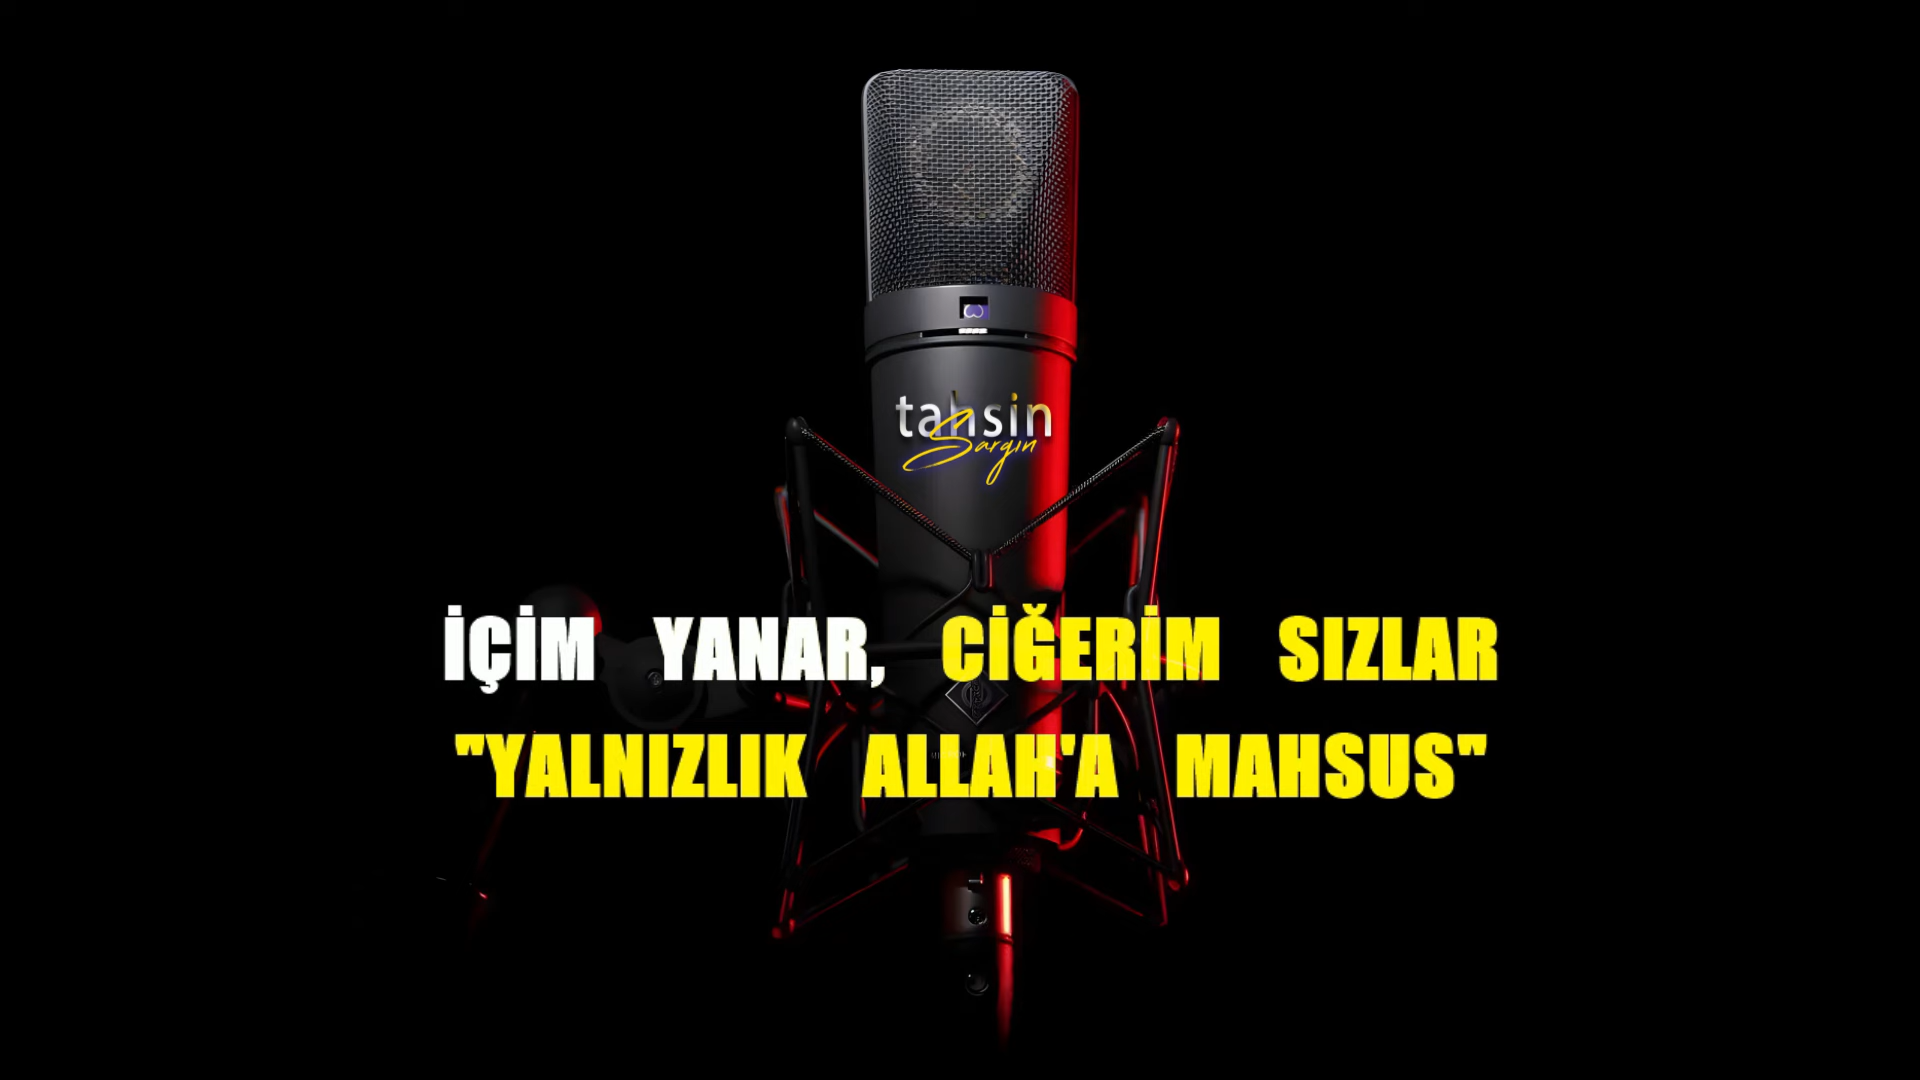 tahsin
Sargın
İÇİM YANAR, CİĞERİM SIZLAR
"YALNIZLIK ALLAH'A MAHSUS"